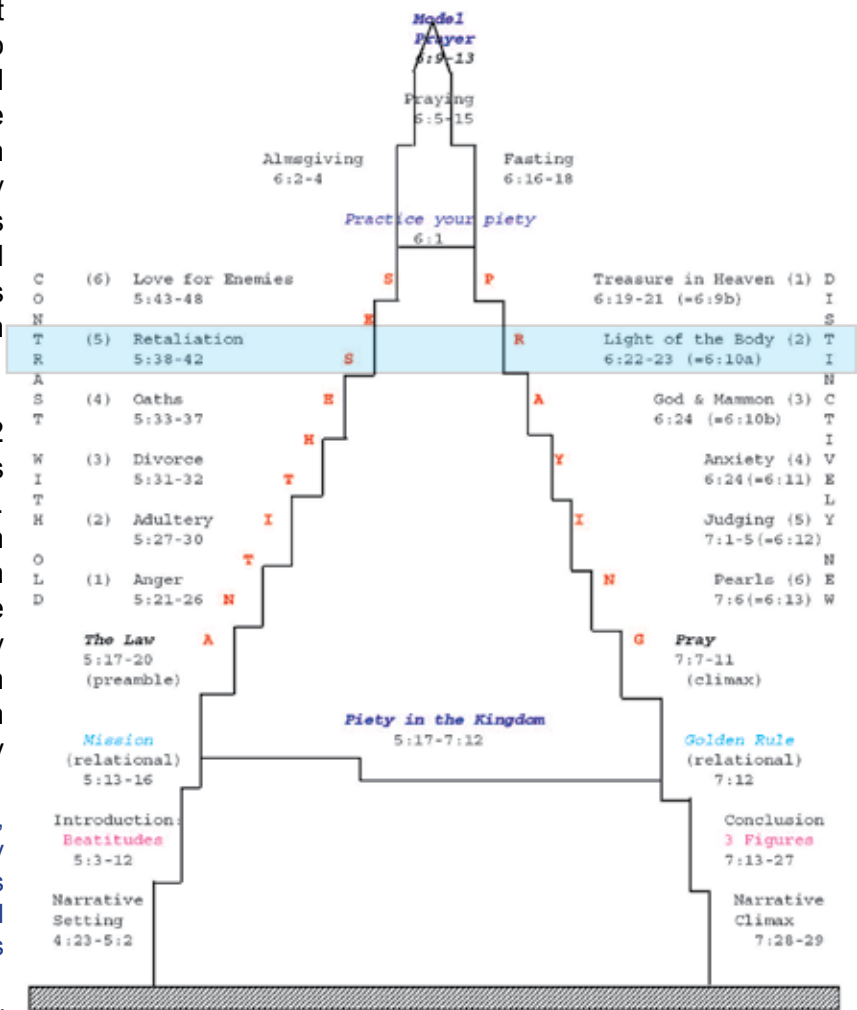 Model
Prayer
6:9-13
Praying
6:5-15
Almsgiving
6:2-4
Fasting
6:16-18
Practice your piety
6:1
CONTRAST WITH OLD
(6) Love for Enemies
5:43-48
(5) Retaliation
5:38-42
(4) Oaths
5:33-37
(3) Divorce
5:31-32
(2) Adultery
5:27-30
(1) Anger
5:21-26
ANTITHESES
PRAYING
Treasure in Heaven (1)
6:19-21 (=6:9b)
Light of the Body (2)
6:22-23 (=6:10a)
God & Mammon (3)
6:24 (=6:10b)
Anxiety (4)
6:24(=6:11)
Judging (5)
7:1-5(=6:12)
Pearls (6)
7:6(=6:13)
DISTINCTIVELY NEW
The Law
5:17-20
(preamble)
Pray
7:7-11
(climax)
Piety in the Kingdom
5:17-7:12
Mission
(relational)
5:13-16
Golden Rule
(relational)
7:12
Introduction:
Beatitudes
5:3-12
Conclusion
3 Figures
7:13-27
Narrative
Setting
4:23-5:2
Narrative
Climax
7:28-29